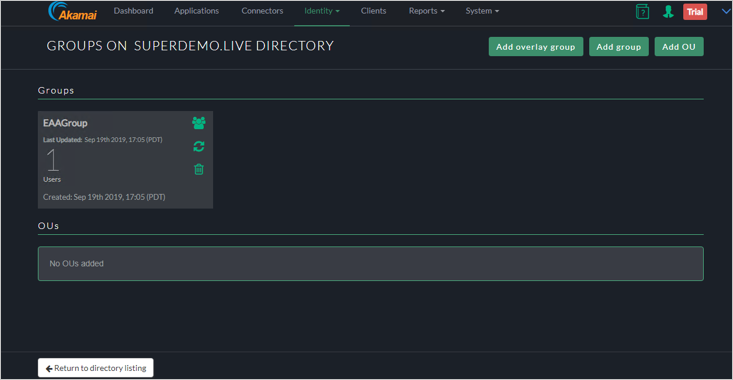 Akamai
Dashboard Applications Connectors Identity Clients Reports System ? Trial
GROUPS ON SUPERDEMO.LIVE DIRECTORY
Add overlay group Add group Add OU
Groups
EAAGroup
Last Updated: Sep 19th 2019, 17:05 (PDT)
1
Users
Created: Sep 19th 2019, 17:05 (PDT)
OUs
No OUs added
Return to directory listing